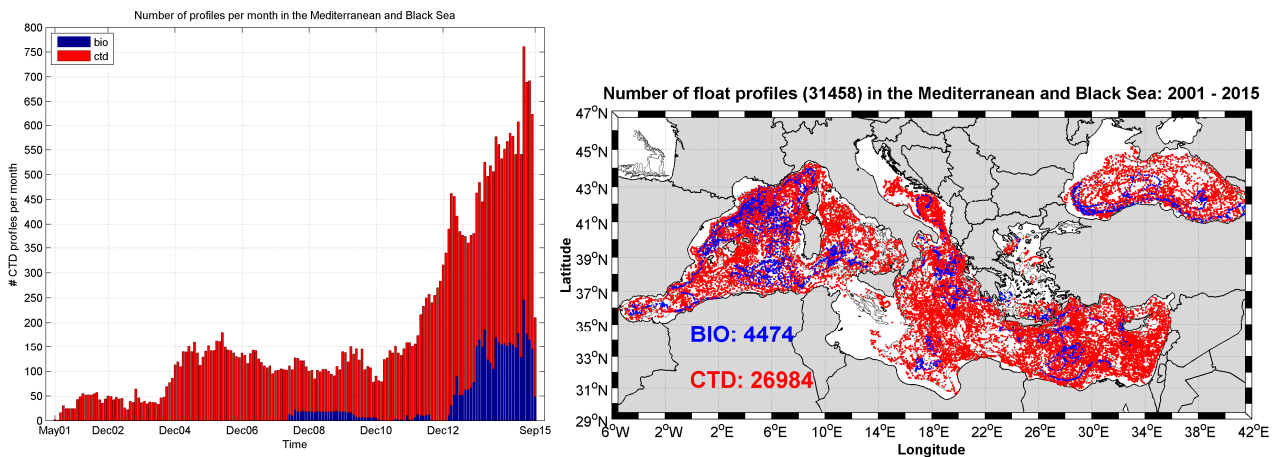 Number of profiles per month in the Mediterranean and Black Sea
800
750
700
650
600
550
500
450
400
350
300
250
200
150
100
50
0
# CTD profiles per month
bio
ctd
May01 Dec02 Dec04 Dec06 Dec08 Dec10 Dec12 Sep15
Time
Number of float profiles (31458) in the Mediterranean and Black Sea: 2001 - 2015
47°N
45°N
43°N
41°N
39°N
37°N
35°N
33°N
31°N
29°N
Latitude
BIO: 4474
CTD: 26984
6°W 2°W 2°E 6°E 10°E 14°E 18°E 22°E 26°E 30°E 34°E 38°E 42°E
Longitude